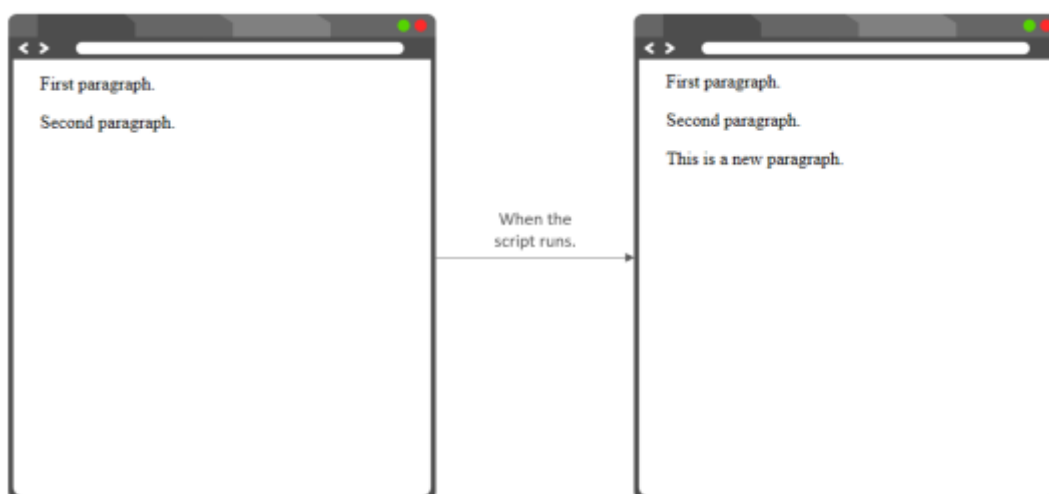 First paragraph.
Second paragraph.
When the
script runs.
First paragraph.
Second paragraph.
This is a new paragraph.